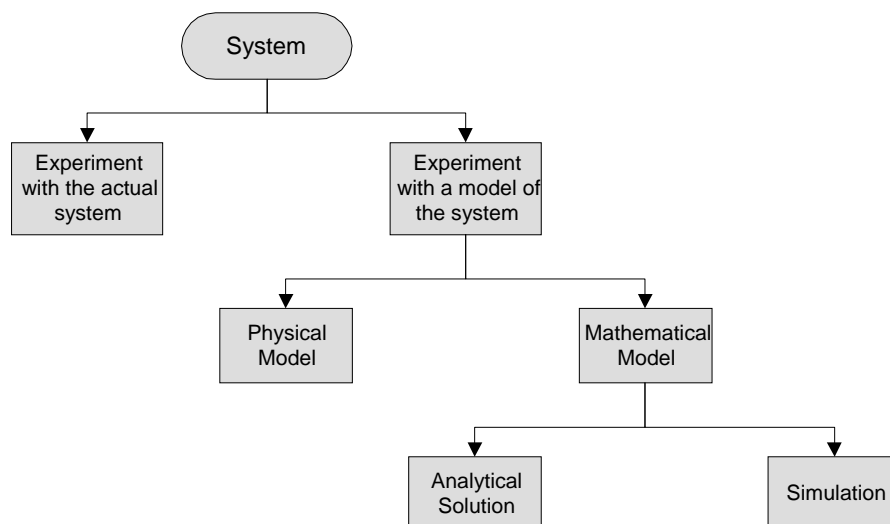 System
Experiment
with the actual
system
Experiment
with a model of
the system
Physical
Model
Mathematical
Model
Analytical
Solution
Simulation